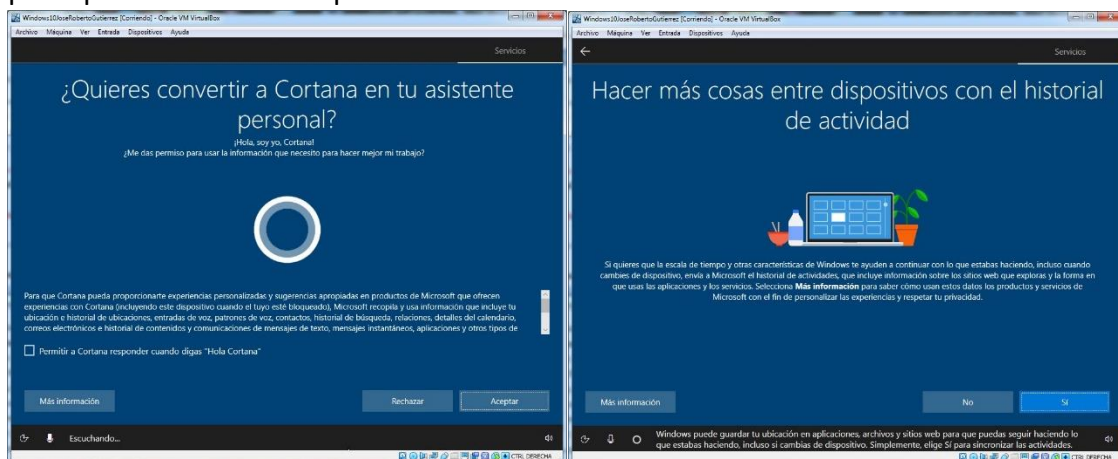 Windows10JoseRobertoGutierrez [Corriendo] - Oracle VM VirtualBox
Archivo Máquina Ver Entrada Dispositivos Ayuda
Servicios
¿Quieres convertir a Cortana en tu asistente
personal?
¡Hola, soy yo, Cortana!
¿Me das permiso para usar la información que necesito para hacer mejor mi trabajo?
Para que Cortana pueda proporcionarte experiencias personalizadas y sugerencias apropiadas en productos de Microsoft que ofrecen
experiencias con Cortana (incluyendo este dispositivo cuando el tuyo esté bloqueado), Microsoft recopila y usa información que incluye tu
ubicación e historial de ubicaciones, entradas de voz, patrones de voz, contactos, historial de búsqueda, relaciones, detalles del calendario,
correos electrónicos e historial de contenidos y comunicaciones de mensajes de texto, mensajes instantáneos, aplicaciones y otros tipos de
Permitir a Cortana responder cuando digas "Hola Cortana"
Más información
Rechazar
Aceptar
Escuchando...
CTRL DERECHA
Windows10JoseRobertoGutierrez [Corriendo] - Oracle VM VirtualBox
Archivo Máquina Ver Entrada Dispositivos Ayuda
Servicios
Hacer más cosas entre dispositivos con el historial
de actividad
Si quieres que la escala de tiempo y otras características de Windows te ayuden a continuar con lo que estabas haciendo, incluso cuando
cambies de dispositivo, envía a Microsoft el historial de actividades, que incluye información sobre los sitios web que exploras y la forma en
que usas las aplicaciones y los servicios. Selecciona Más información para saber cómo usan estos datos los productos y servicios de
Microsoft con el fin de personalizar las experiencias y respetar tu privacidad.
Más información
No
Sí
Windows puede guardar tu ubicación en aplicaciones, archivos y sitios web para que puedas seguir haciendo lo
que estabas haciendo, incluso si cambias de dispositivo. Simplemente, elige Sí para sincronizar las actividades.
CTRL DERECHA